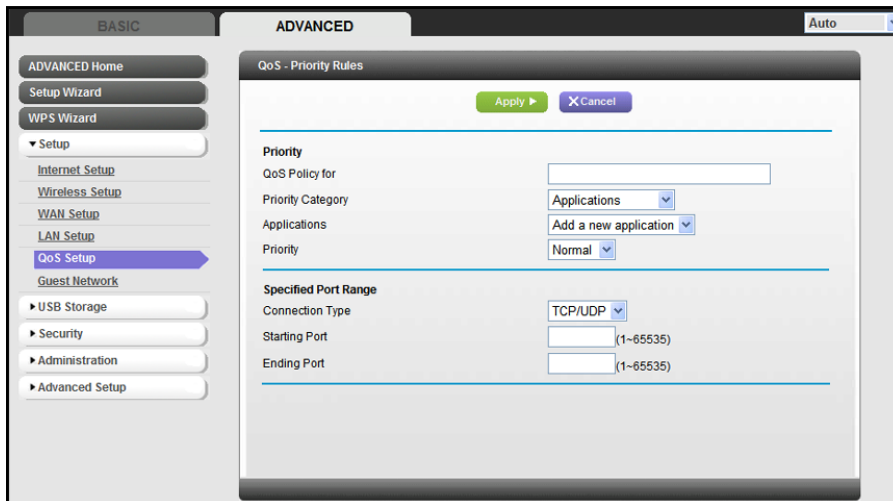 BASIC
ADVANCED
Auto
ADVANCED Home
Setup Wizard
WPS Wizard
Setup
Internet Setup
Wireless Setup
WAN Setup
LAN Setup
QoS Setup
Guest Network
USB Storage
Security
Administration
Advanced Setup
QoS - Priority Rules
Apply
Cancel
Priority
QoS Policy for
Priority Category Applications
Applications Add a new application
Priority Normal
Specified Port Range
Connection Type TCP/UDP
Starting Port (1~65535)
Ending Port (1~65535)